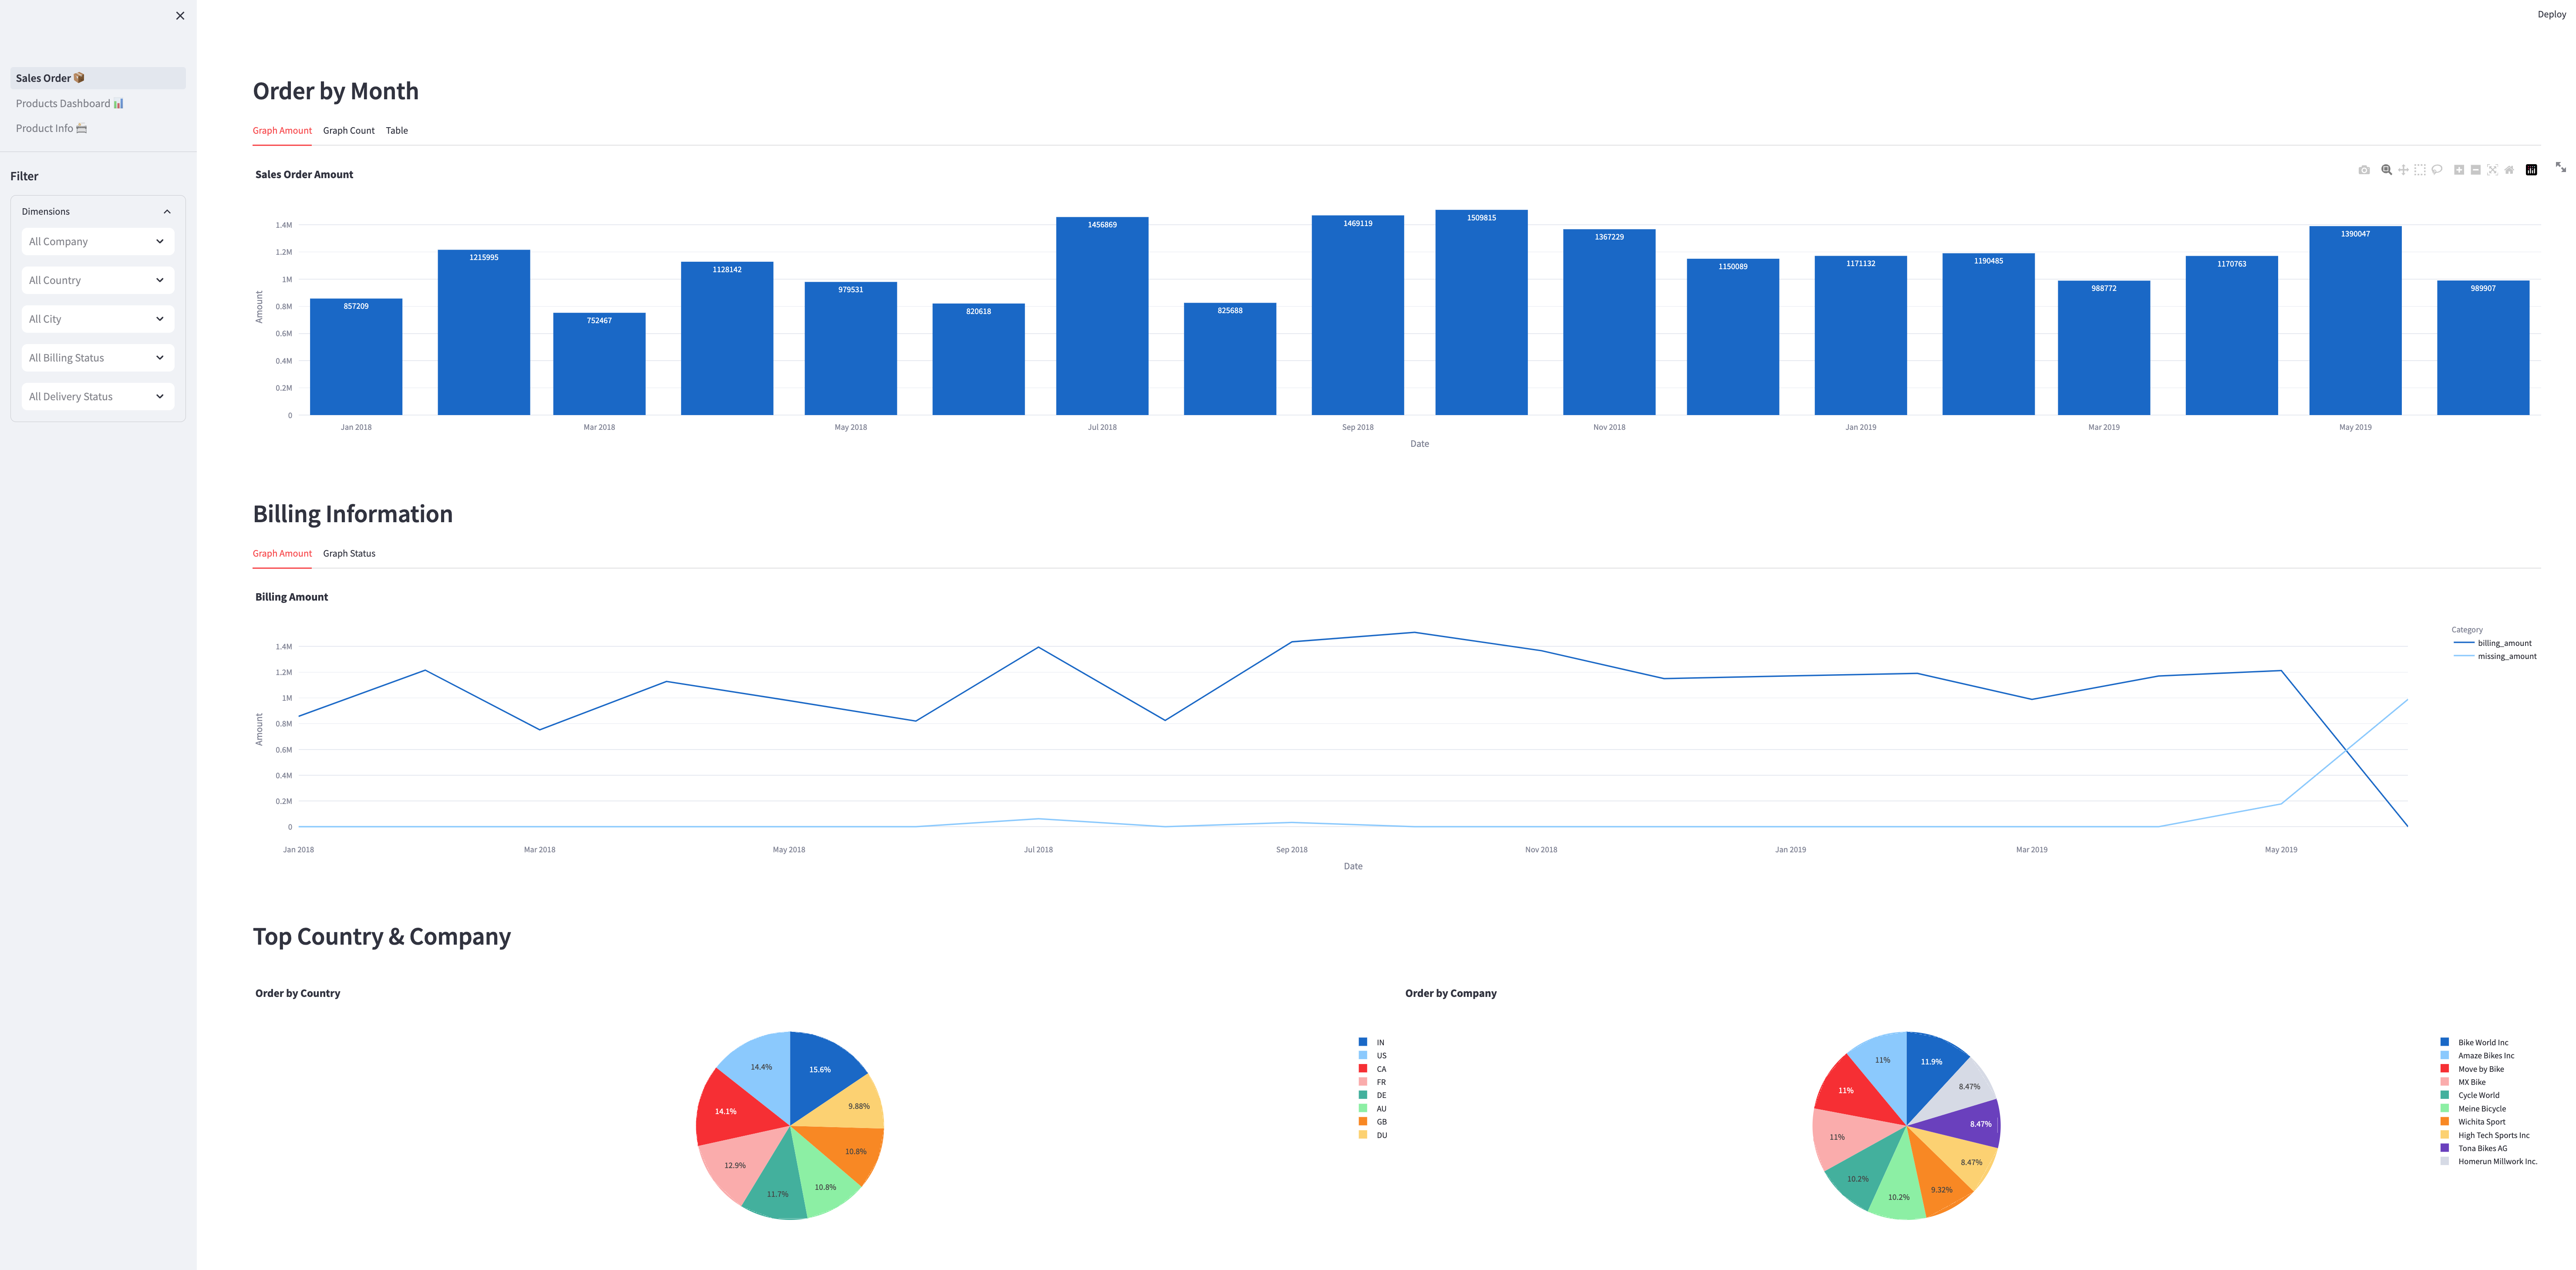 Deploy
Sales Order
Products Dashboard
Product Info
Filter
Dimensions
All Company
All Country
All City
All Billing Status
All Delivery Status
Order by Month
Graph Amount Graph Count Table
Sales Order Amount
Amount
1.4M
1.2M
1M
0.8M
0.6M
0.4M
0.2M
0
857209
1215995
752467
1128142
979531
820618
1456869
825688
1469119
1509815
1367229
1150089
1171132
1190485
988772
1170763
1390047
989907
Jan 2018 Mar 2018 May 2018 Jul 2018 Sep 2018 Nov 2018 Jan 2019 Mar 2019 May 2019
Date
Billing Information
Graph Amount Graph Status
Billing Amount
Amount
1.4M
1.2M
1M
0.8M
0.6M
0.4M
0.2M
0
Jan 2018 Mar 2018 May 2018 Jul 2018 Sep 2018 Nov 2018 Jan 2019 Mar 2019 May 2019
Date
Category
billing_amount
missing_amount
Top Country & Company
Order by Country
15.6%
9.88%
10.8%
10.8%
11.7%
12.9%
14.1%
14.4%
IN
US
CA
FR
DE
AU
GB
DU
Order by Company
11.9%
8.47%
8.47%
8.47%
9.32%
10.2%
10.2%
11%
11%
11%
Bike World Inc
Amaze Bikes Inc
Move by Bike
MX Bike
Cycle World
Meine Bicycle
Wichita Sport
High Tech Sports Inc
Tona Bikes AG
Homerun Millwork Inc.